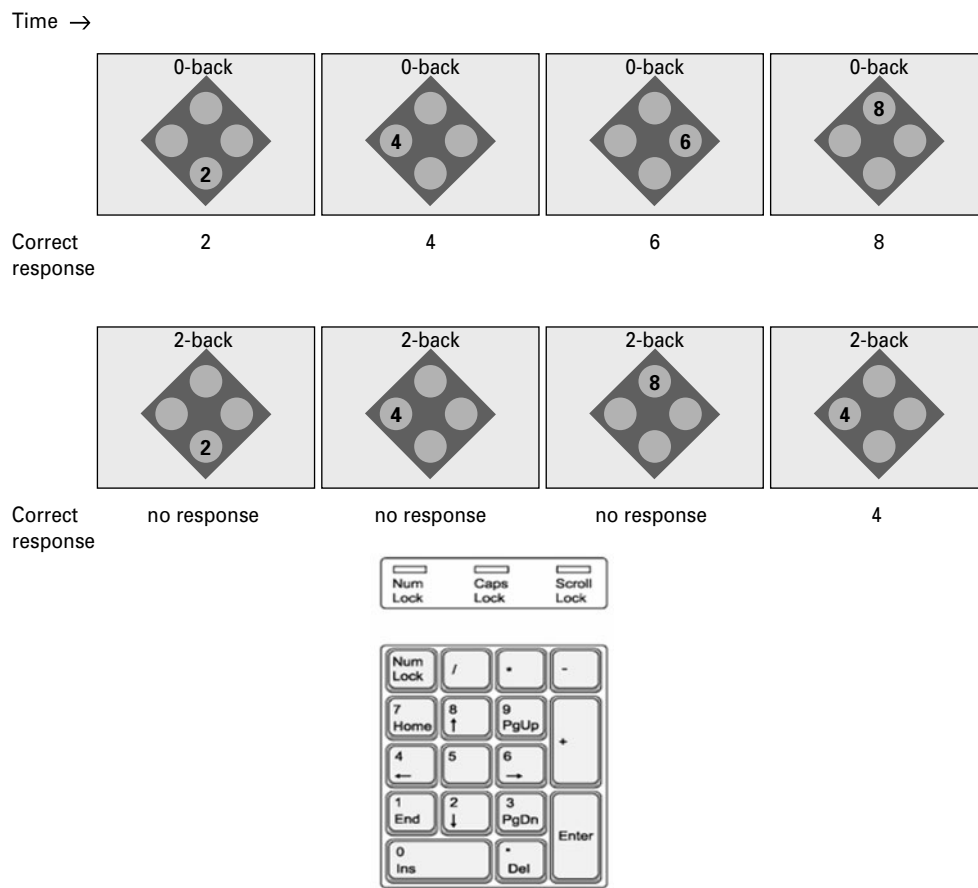 Time →
0-back 0-back 0-back 0-back
8
4 6
2
Correct response 2 4 6 8
2-back 2-back 2-back 2-back
8
4 4
2
Correct response no response no response no response 4
Num Lock Caps Lock Scroll Lock
Num Lock / * -
7 Home 8 ↑ 9 PgUp +
4 ← 5 6 →
1 End 2 ↓ 3 PgDn Enter
0 Ins . Del